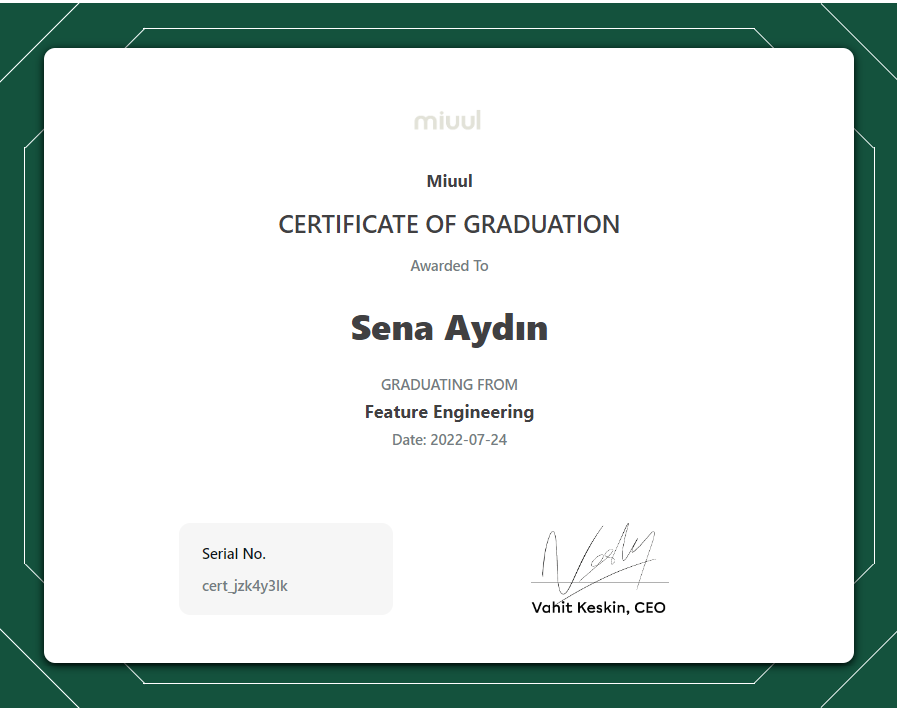 miuul
Miuul
CERTIFICATE OF GRADUATION
Awarded To
Sena Aydın
GRADUATING FROM
Feature Engineering
Date: 2022-07-24
Serial No.
cert_jzk4y3lk
Vahit Keskin, CEO